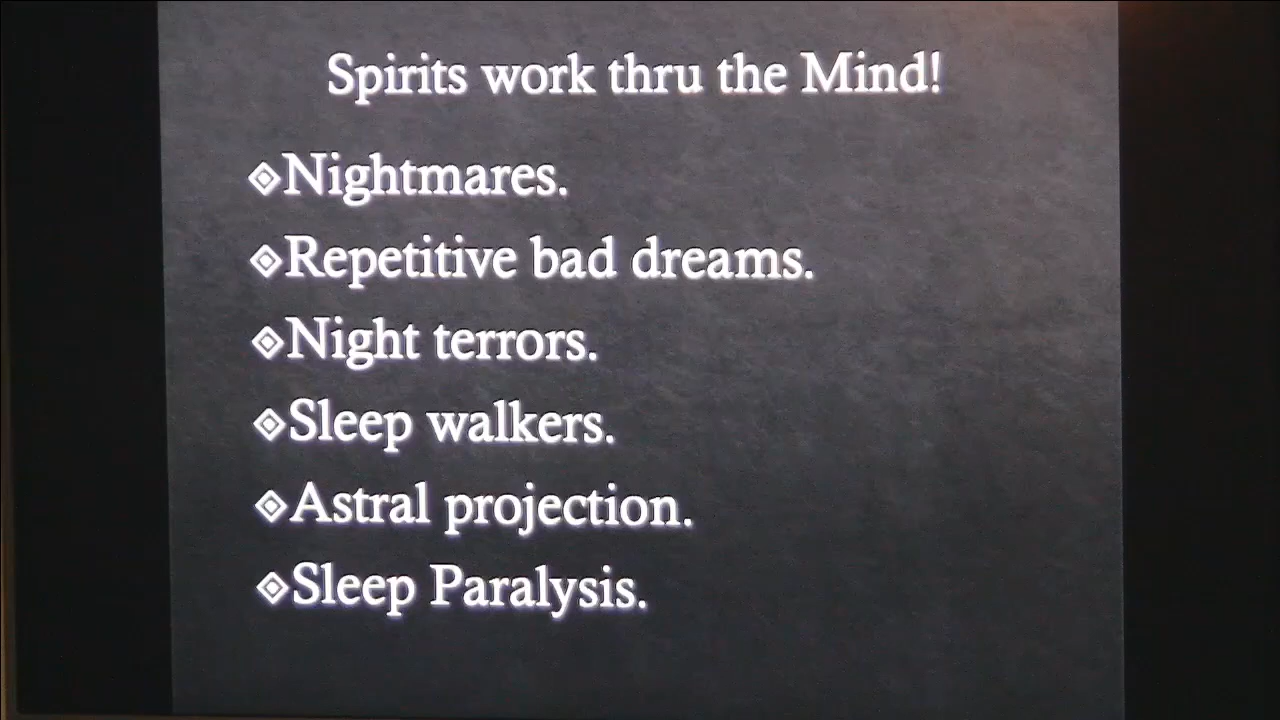 Spirits work thru the Mind!
Nightmares.
Repetitive bad dreams.
Night terrors.
Sleep walkers.
Astral projection.
Sleep Paralysis.